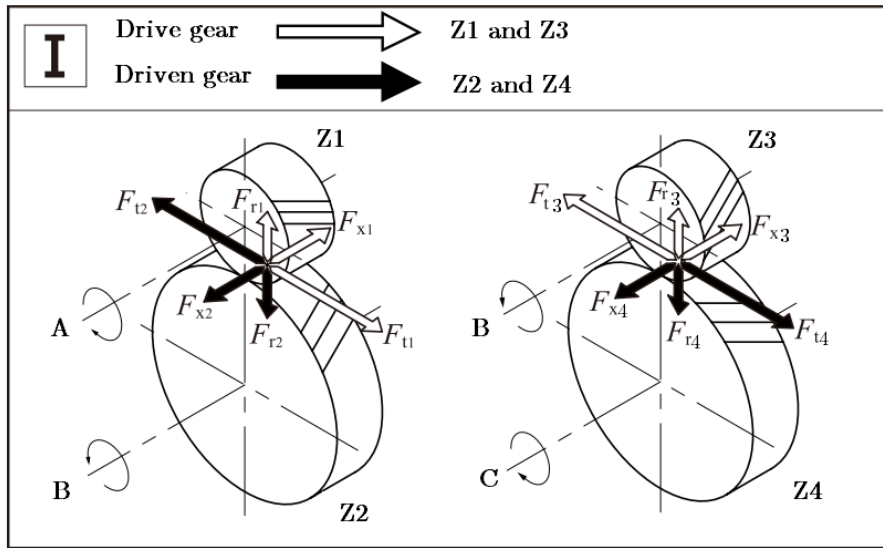 I
Drive gear Z1 and Z3
Driven gear Z2 and Z4
Z1
Ft2
Fr1
Fx1
A
Fx2
Fr2
Ft1
B
Z2
Z3
Ft3
Fr3
Fx3
B
Fx4
Fr4
Ft4
C
Z4